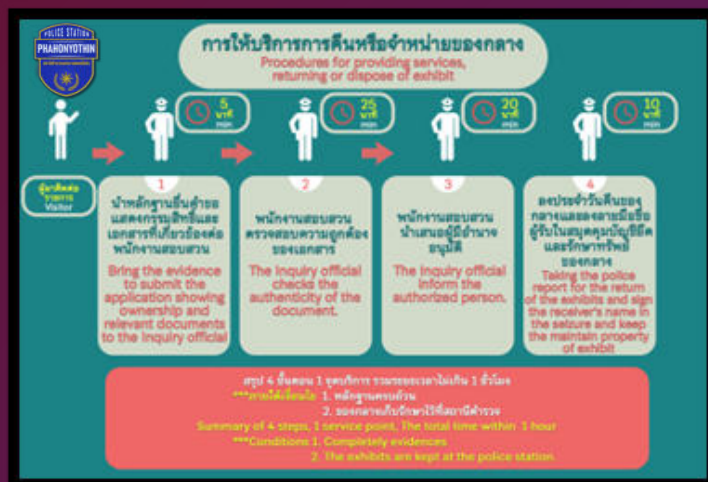 POLICE STATION
PHAHONYOTHIN
การให้บริการการคืนหรือจำหน่ายของกลาง
Procedures for providing services,
returning or dispose of exhibit
5
นาที
min
25
นาที
min
20
นาที
min
10
นาที
min
ผู้มาติดต่อ
ราชการ
Visitor
1
นำหลักฐานยื่นคำขอ
แสดงกรรมสิทธิ์และ
เอกสารที่เกี่ยวข้องต่อ
พนักงานสอบสวน
Bring the evidence
to submit the
application showing
ownership and
relevant documents
to the inquiry official
2
พนักงานสอบสวน
ตรวจสอบความถูกต้อง
ของเอกสาร
The inquiry official
checks the
authenticity of the
document.
3
พนักงานสอบสวน
นำเสนอผู้มีอำนาจ
อนุมัติ
The inquiry official
inform the
authorized person.
4
ลงประจำวันคืนของ
กลางและลงลายมือชื่อ
ผู้รับในสมุดคุมบัญชียึด
และรักษาทรัพย์
ของกลาง
Taking the police
report for the return
of the exhibits and sign
the receiver's name in
the seizure and keep
the maintain property
of exhibit
สรุป 4 ขั้นตอน 1 จุดบริการ รวมระยะเวลาไม่เกิน 1 ชั่วโมง
***ภายใต้เงื่อนไข 1. หลักฐานครบถ้วน
2. ของกลางเก็บรักษาไว้ที่สถานีตำรวจ
Summary of 4 steps, 1 service point, The total time within 1 hour
***Conditions 1. Completely evidences
2. The exhibits are kept at the police station.